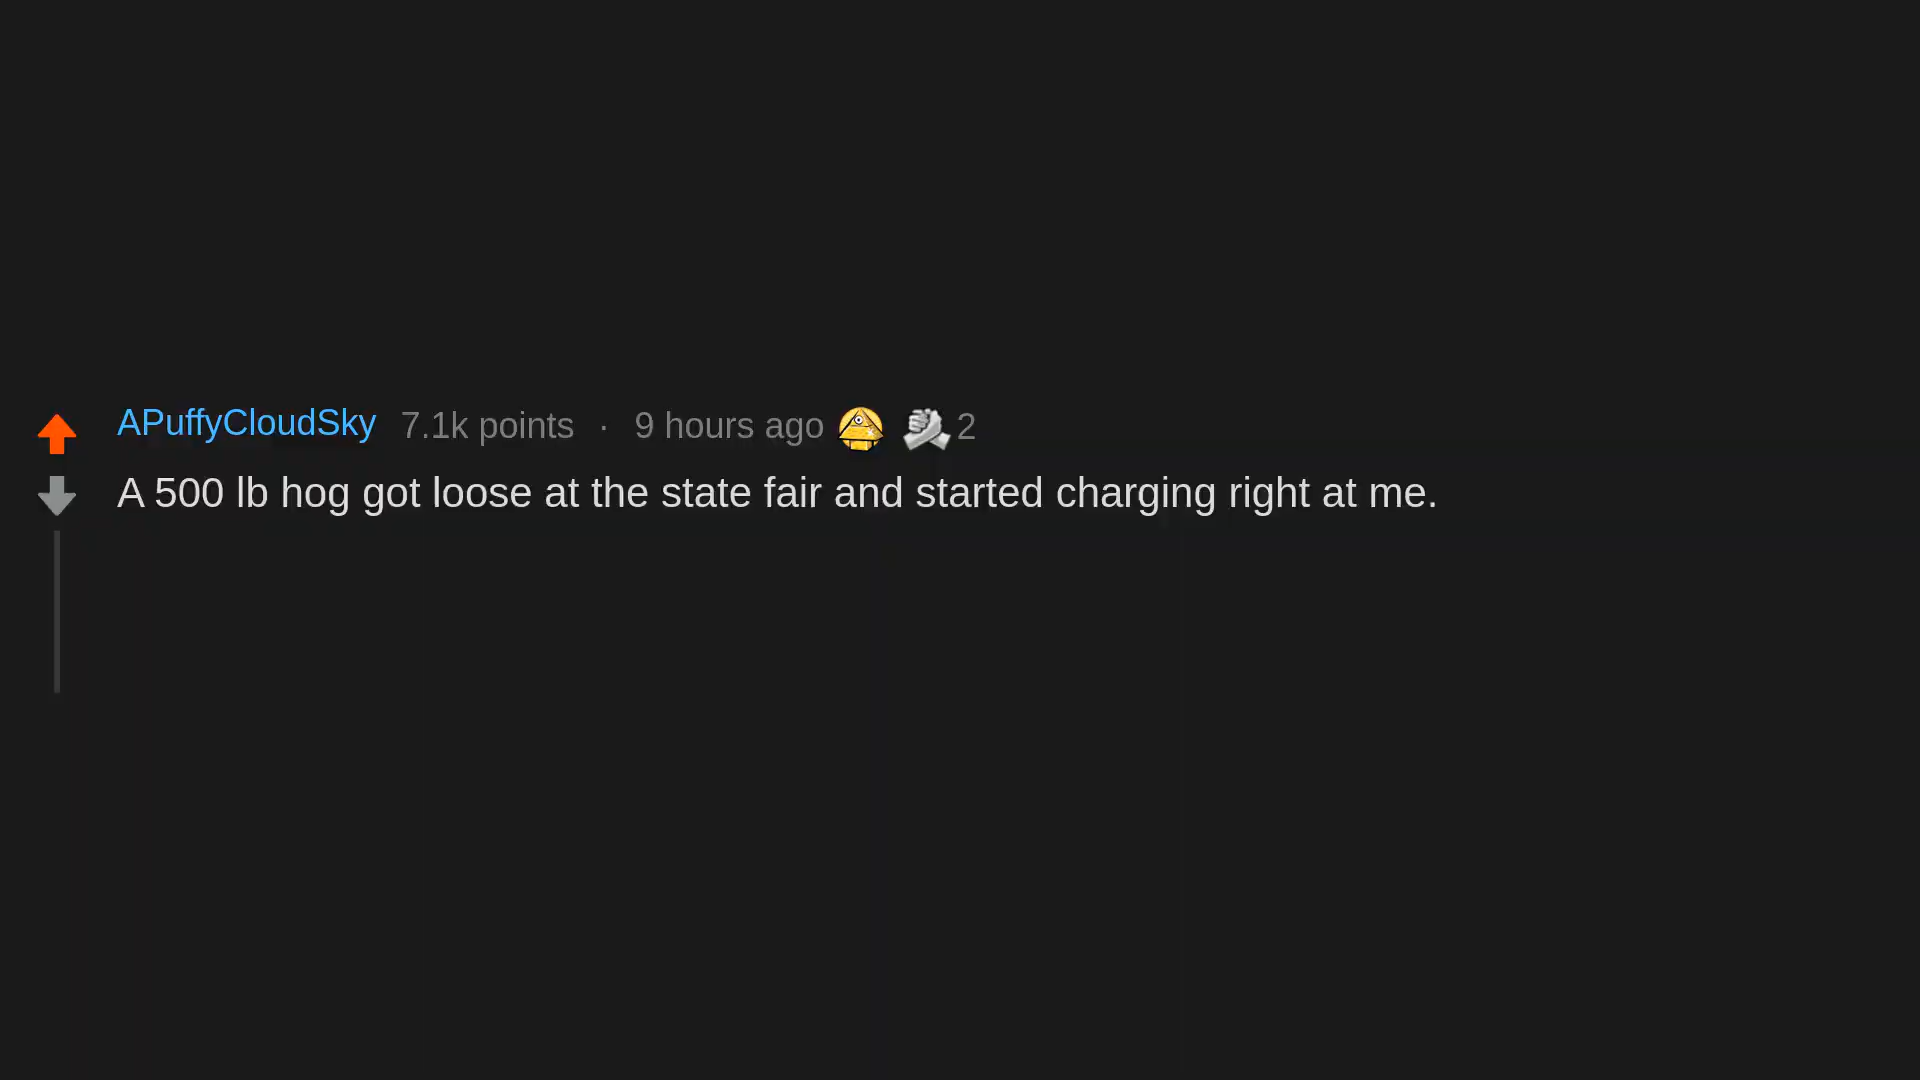 APuffyCloudSky 7.1k points · 9 hours ago 2
A 500 lb hog got loose at the state fair and started charging right at me.